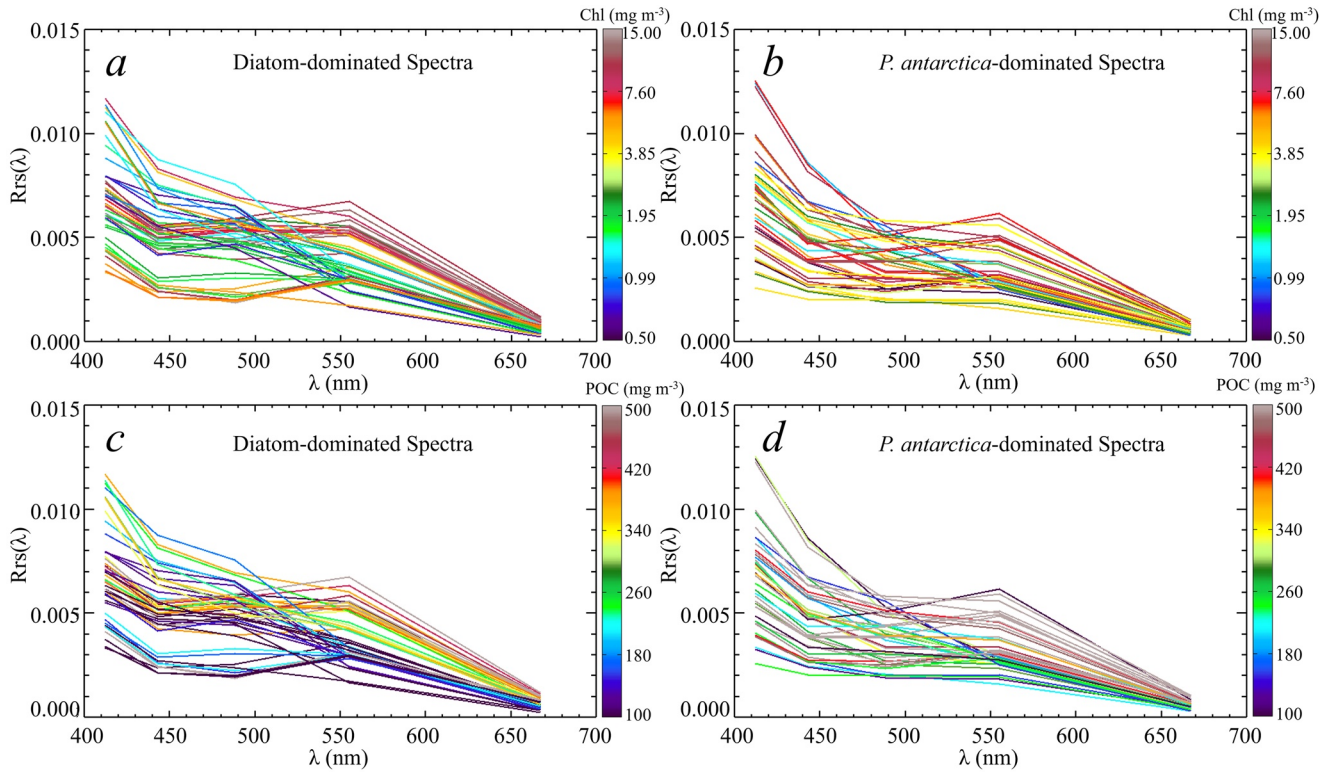 Chl (mg m-3)
a
Diatom-dominated Spectra
Rrs(λ)
0.015
0.010
0.005
0.000
400 450 500 550 600 650 700
λ (nm)
15.00
7.60
3.85
1.95
0.99
0.50
Chl (mg m-3)
b
P. antarctica-dominated Spectra
Rrs(λ)
0.015
0.010
0.005
0.000
400 450 500 550 600 650 700
λ (nm)
15.00
7.60
3.85
1.95
0.99
0.50
POC (mg m-3)
c
Diatom-dominated Spectra
Rrs(λ)
0.015
0.010
0.005
0.000
400 450 500 550 600 650 700
λ (nm)
500
420
340
260
180
100
POC (mg m-3)
d
P. antarctica-dominated Spectra
Rrs(λ)
0.015
0.010
0.005
0.000
400 450 500 550 600 650 700
λ (nm)
500
420
340
260
180
100